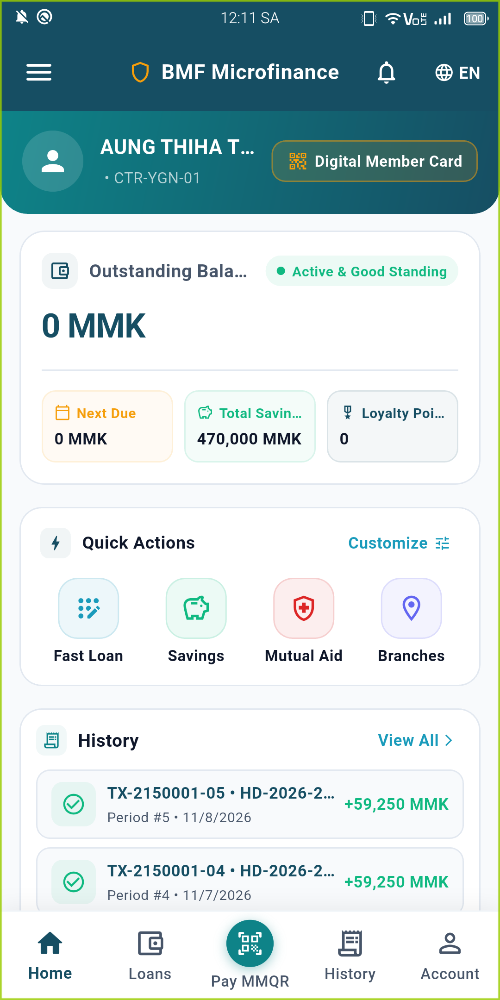 12:11 SA
Vo LTE
100
BMF Microfinance
EN
AUNG THIHA T...
• CTR-YGN-01
Digital Member Card
Outstanding Bala...
Active & Good Standing
0 MMK
Next Due
0 MMK
Total Savin...
470,000 MMK
Loyalty Poi...
0
Quick Actions
Customize
Fast Loan
Savings
Mutual Aid
Branches
History
View All
TX-2150001-05 • HD-2026-2...
+59,250 MMK
Period #5 • 11/8/2026
TX-2150001-04 • HD-2026-2...
+59,250 MMK
Period #4 • 11/7/2026
Home
Loans
Pay MMQR
History
Account